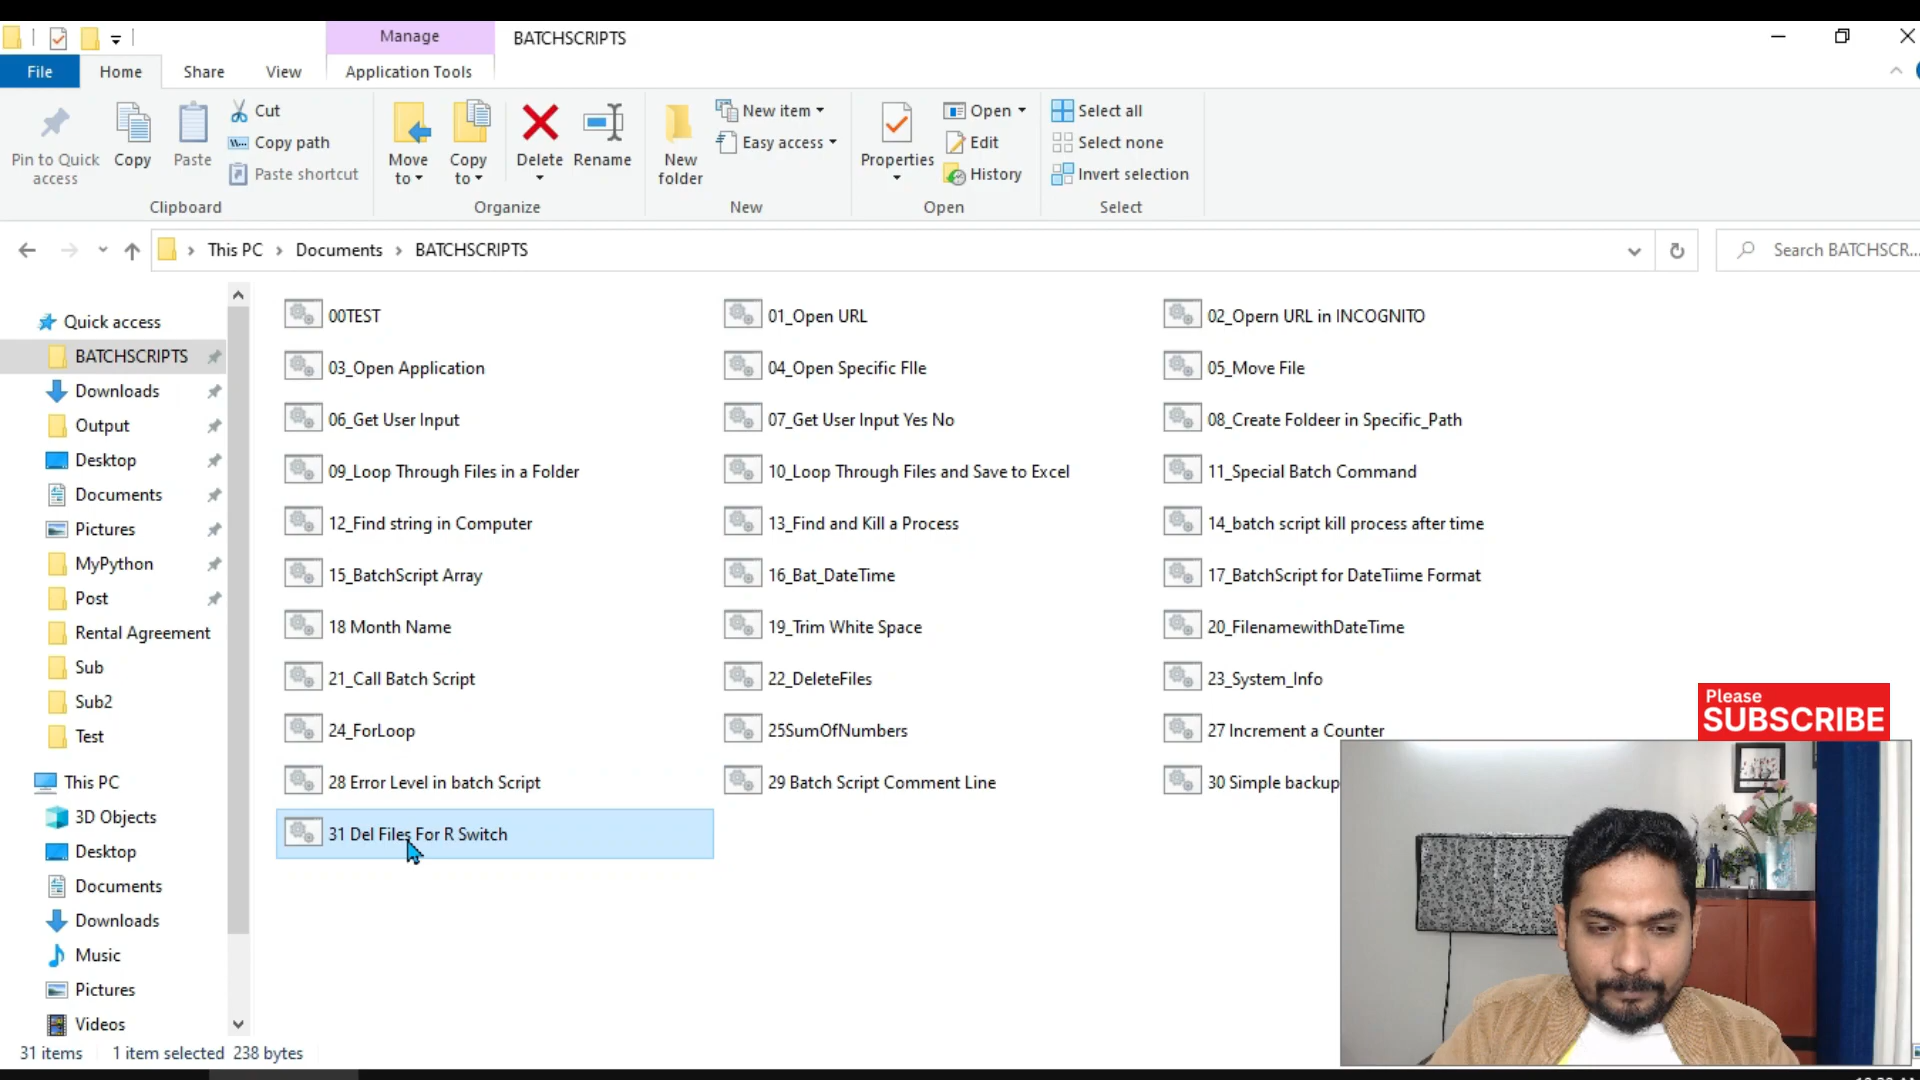 Manage
BATCHSCRIPTS
File
Home
Share
View
Application Tools
Pin to Quick
access
Copy
Paste
Cut
Copy path
Paste shortcut
Clipboard
Move
to
Copy
to
Delete
Rename
Organize
New
folder
New item
Easy access
New
Properties
Open
Edit
History
Open
Select all
Select none
Invert selection
Select
This PC
Documents
BATCHSCRIPTS
Search BATCHSCR...
Quick access
BATCHSCRIPTS
Downloads
Output
Desktop
Documents
Pictures
MyPython
Post
Rental Agreement
Sub
Sub2
Test
This PC
3D Objects
Desktop
Documents
Downloads
Music
Pictures
Videos
00TEST
01_Open URL
02_Opern URL in INCOGNITO
03_Open Application
04_Open Specific FIle
05_Move File
06_Get User Input
07_Get User Input Yes No
08_Create Foldeer in Specific_Path
09_Loop Through Files in a Folder
10_Loop Through Files and Save to Excel
11_Special Batch Command
12_Find string in Computer
13_Find and Kill a Process
14_batch script kill process after time
15_BatchScript Array
16_Bat_DateTime
17_BatchScript for DateTiime Format
18 Month Name
19_Trim White Space
20_FilenamewithDateTime
21_Call Batch Script
22_DeleteFiles
23_System_Info
24_ForLoop
25SumOfNumbers
27 Increment a Counter
28 Error Level in batch Script
29 Batch Script Comment Line
30 Simple backup
31 Del Files For R Switch
Please
SUBSCRIBE
31 items
1 item selected
238 bytes